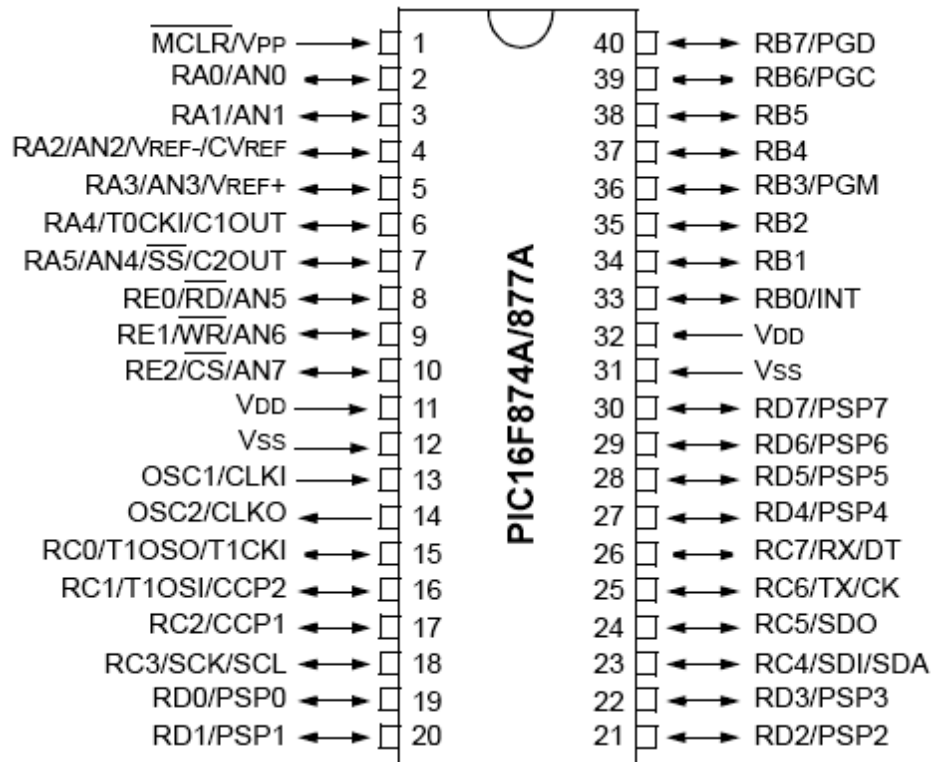 MCLR/VPP 1 40 RB7/PGD
RA0/AN0 2 39 RB6/PGC
RA1/AN1 3 38 RB5
RA2/AN2/VREF-/CVREF 4 37 RB4
RA3/AN3/VREF+ 5 36 RB3/PGM
RA4/T0CKI/C1OUT 6 35 RB2
RA5/AN4/SS/C2OUT 7 34 RB1
RE0/RD/AN5 8 33 RB0/INT
RE1/WR/AN6 9 32 VDD
RE2/CS/AN7 10 31 VSS
VDD 11 30 RD7/PSP7
VSS 12 29 RD6/PSP6
OSC1/CLKI 13 28 RD5/PSP5
OSC2/CLKO 14 27 RD4/PSP4
RC0/T1OSO/T1CKI 15 26 RC7/RX/DT
RC1/T1OSI/CCP2 16 25 RC6/TX/CK
RC2/CCP1 17 24 RC5/SDO
RC3/SCK/SCL 18 23 RC4/SDI/SDA
RD0/PSP0 19 22 RD3/PSP3
RD1/PSP1 20 21 RD2/PSP2
PIC16F874A/877A